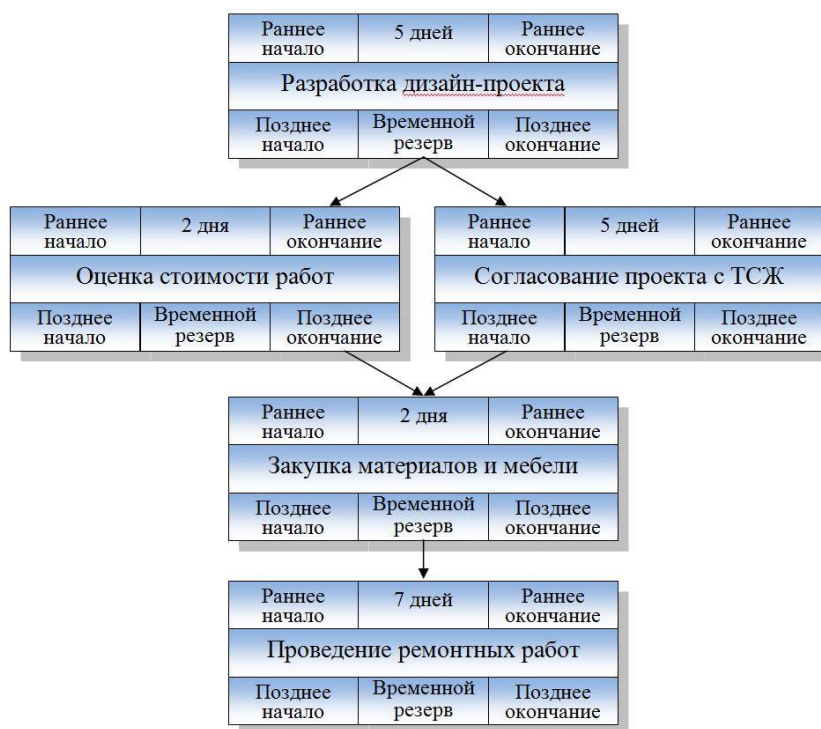 Раннее начало
5 дней
Раннее окончание
Разработка дизайн-проекта
Позднее начало
Временной резерв
Позднее окончание
Раннее начало
2 дня
Раннее окончание
Оценка стоимости работ
Позднее начало
Временной резерв
Позднее окончание
Раннее начало
5 дней
Раннее окончание
Согласование проекта с ТСЖ
Позднее начало
Временной резерв
Позднее окончание
Раннее начало
2 дня
Раннее окончание
Закупка материалов и мебели
Позднее начало
Временной резерв
Позднее окончание
Раннее начало
7 дней
Раннее окончание
Проведение ремонтных работ
Позднее начало
Временной резерв
Позднее окончание